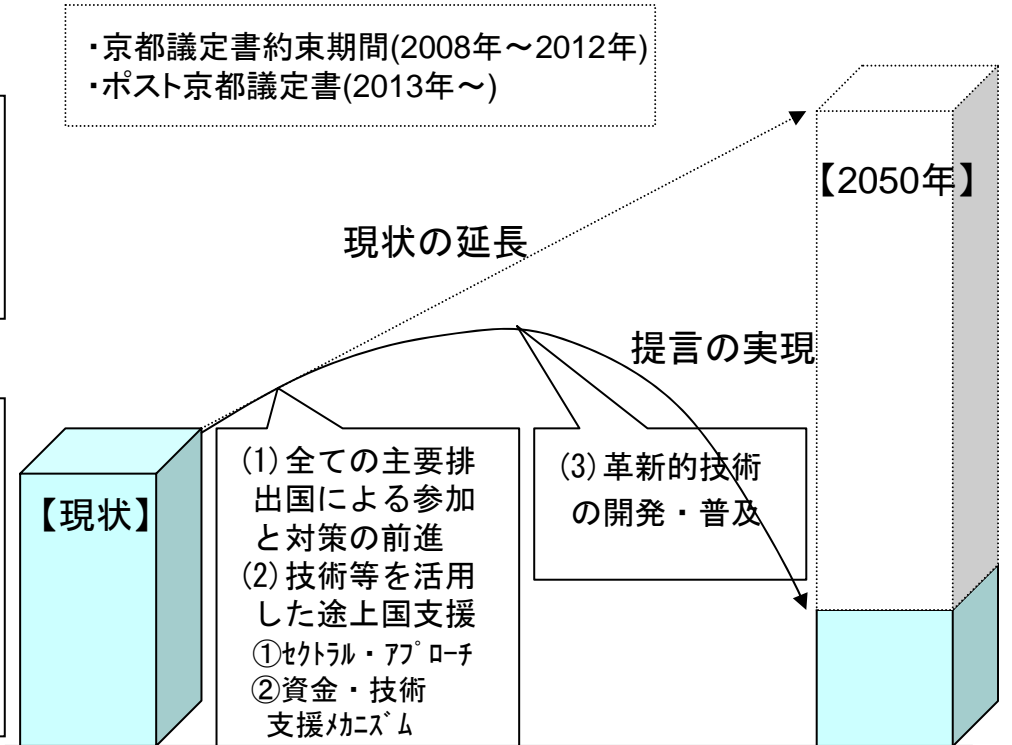 ・京都議定書約束期間(2008年～2012年)
・ポスト京都議定書(2013年～)
【2050年】
現状の延長
提言の実現
【現状】
(1)全ての主要排
出国による参加
と対策の前進
(2)技術等を活用
した途上国支援
①ｾｸﾄﾗﾙ・ｱﾌﾟﾛｰﾁ
②資金・技術
支援ﾒｶﾆｽﾞﾑ
(3)革新的技術
の開発・普及